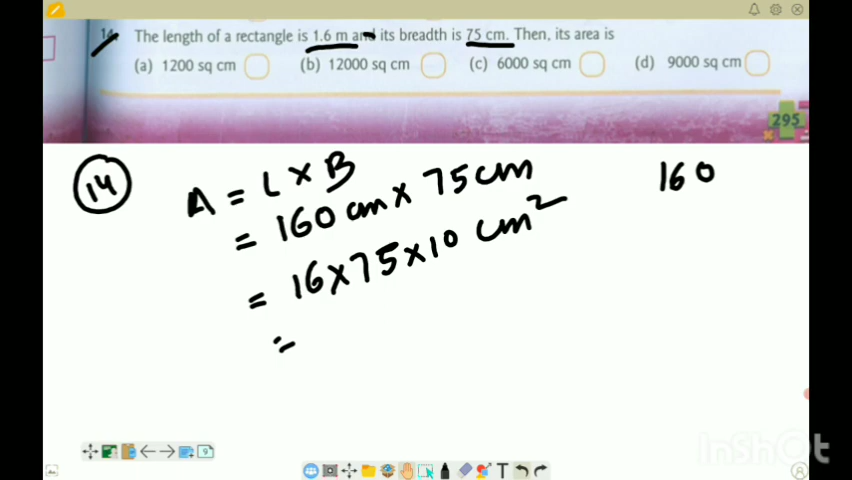 14. The length of a rectangle is 1.6 m and its breadth is 75 cm. Then, its area is
(a) 1200 sq cm (b) 12000 sq cm (c) 6000 sq cm (d) 9000 sq cm
295
14
A = L × B
= 160 cm × 75 cm
160
= 16 × 75 × 10 cm²
=
9
T
InShOt